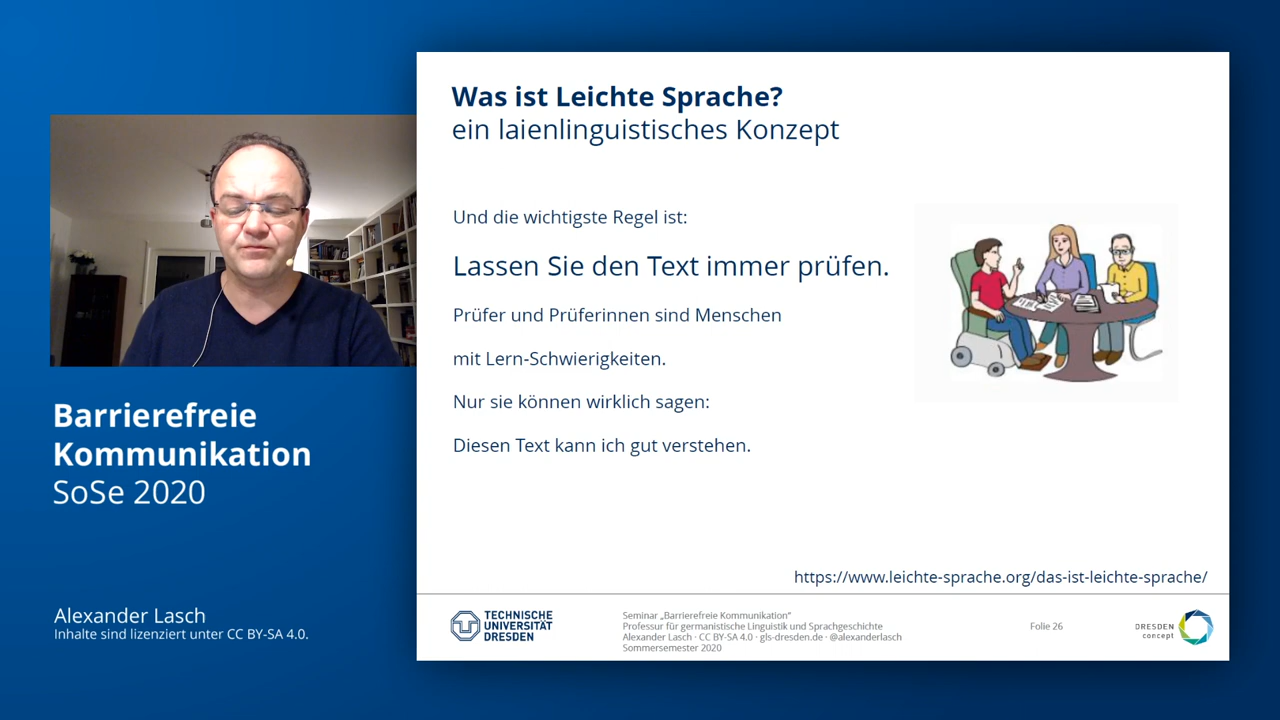 Was ist Leichte Sprache?
ein laienlinguistisches Konzept
Und die wichtigste Regel ist:
Lassen Sie den Text immer prüfen.
Prüfer und Prüferinnen sind Menschen
mit Lern-Schwierigkeiten.
Nur sie können wirklich sagen:
Diesen Text kann ich gut verstehen.
https://www.leichte-sprache.org/das-ist-leichte-sprache/
Barrierefreie
Kommunikation
SoSe 2020
Alexander Lasch
Inhalte sind lizenziert unter CC BY-SA 4.0.
TECHNISCHE
UNIVERSITÄT
DRESDEN
Seminar „Barrierefreie Kommunikation“
Professur für germanistische Linguistik und Sprachgeschichte
Alexander Lasch · CC BY-SA 4.0 · gls-dresden.de · @alexanderlasch
Sommersemester 2020
Folie 26
DRESDEN
concept